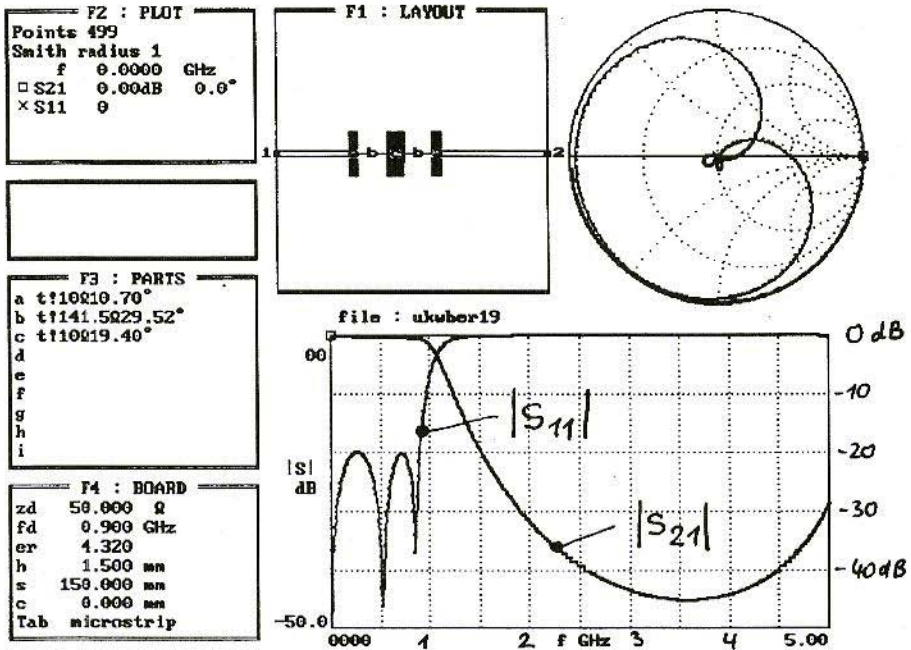 F2 : PLOT
Points 499
Smith radius 1
f 0.0000 GHz
□ S21 0.00dB 0.0°
× S11 0
F1 : LAYOUT
1 b b 2
F3 : PARTS
a t!10Ω10.70°
b t!141.5Ω29.52°
c t!10Ω19.40°
d
e
f
g
h
i
F4 : BOARD
zd 50.000 Ω
fd 0.900 GHz
er 4.320
h 1.500 mm
s 150.000 mm
c 0.000 mm
Tab microstrip
file : ukwber19
00
|S|
dB
-50.0
0 dB
-10
-20
-30
-40dB
|S11|
|S21|
0000 1 2 f GHz 3 4 5.00